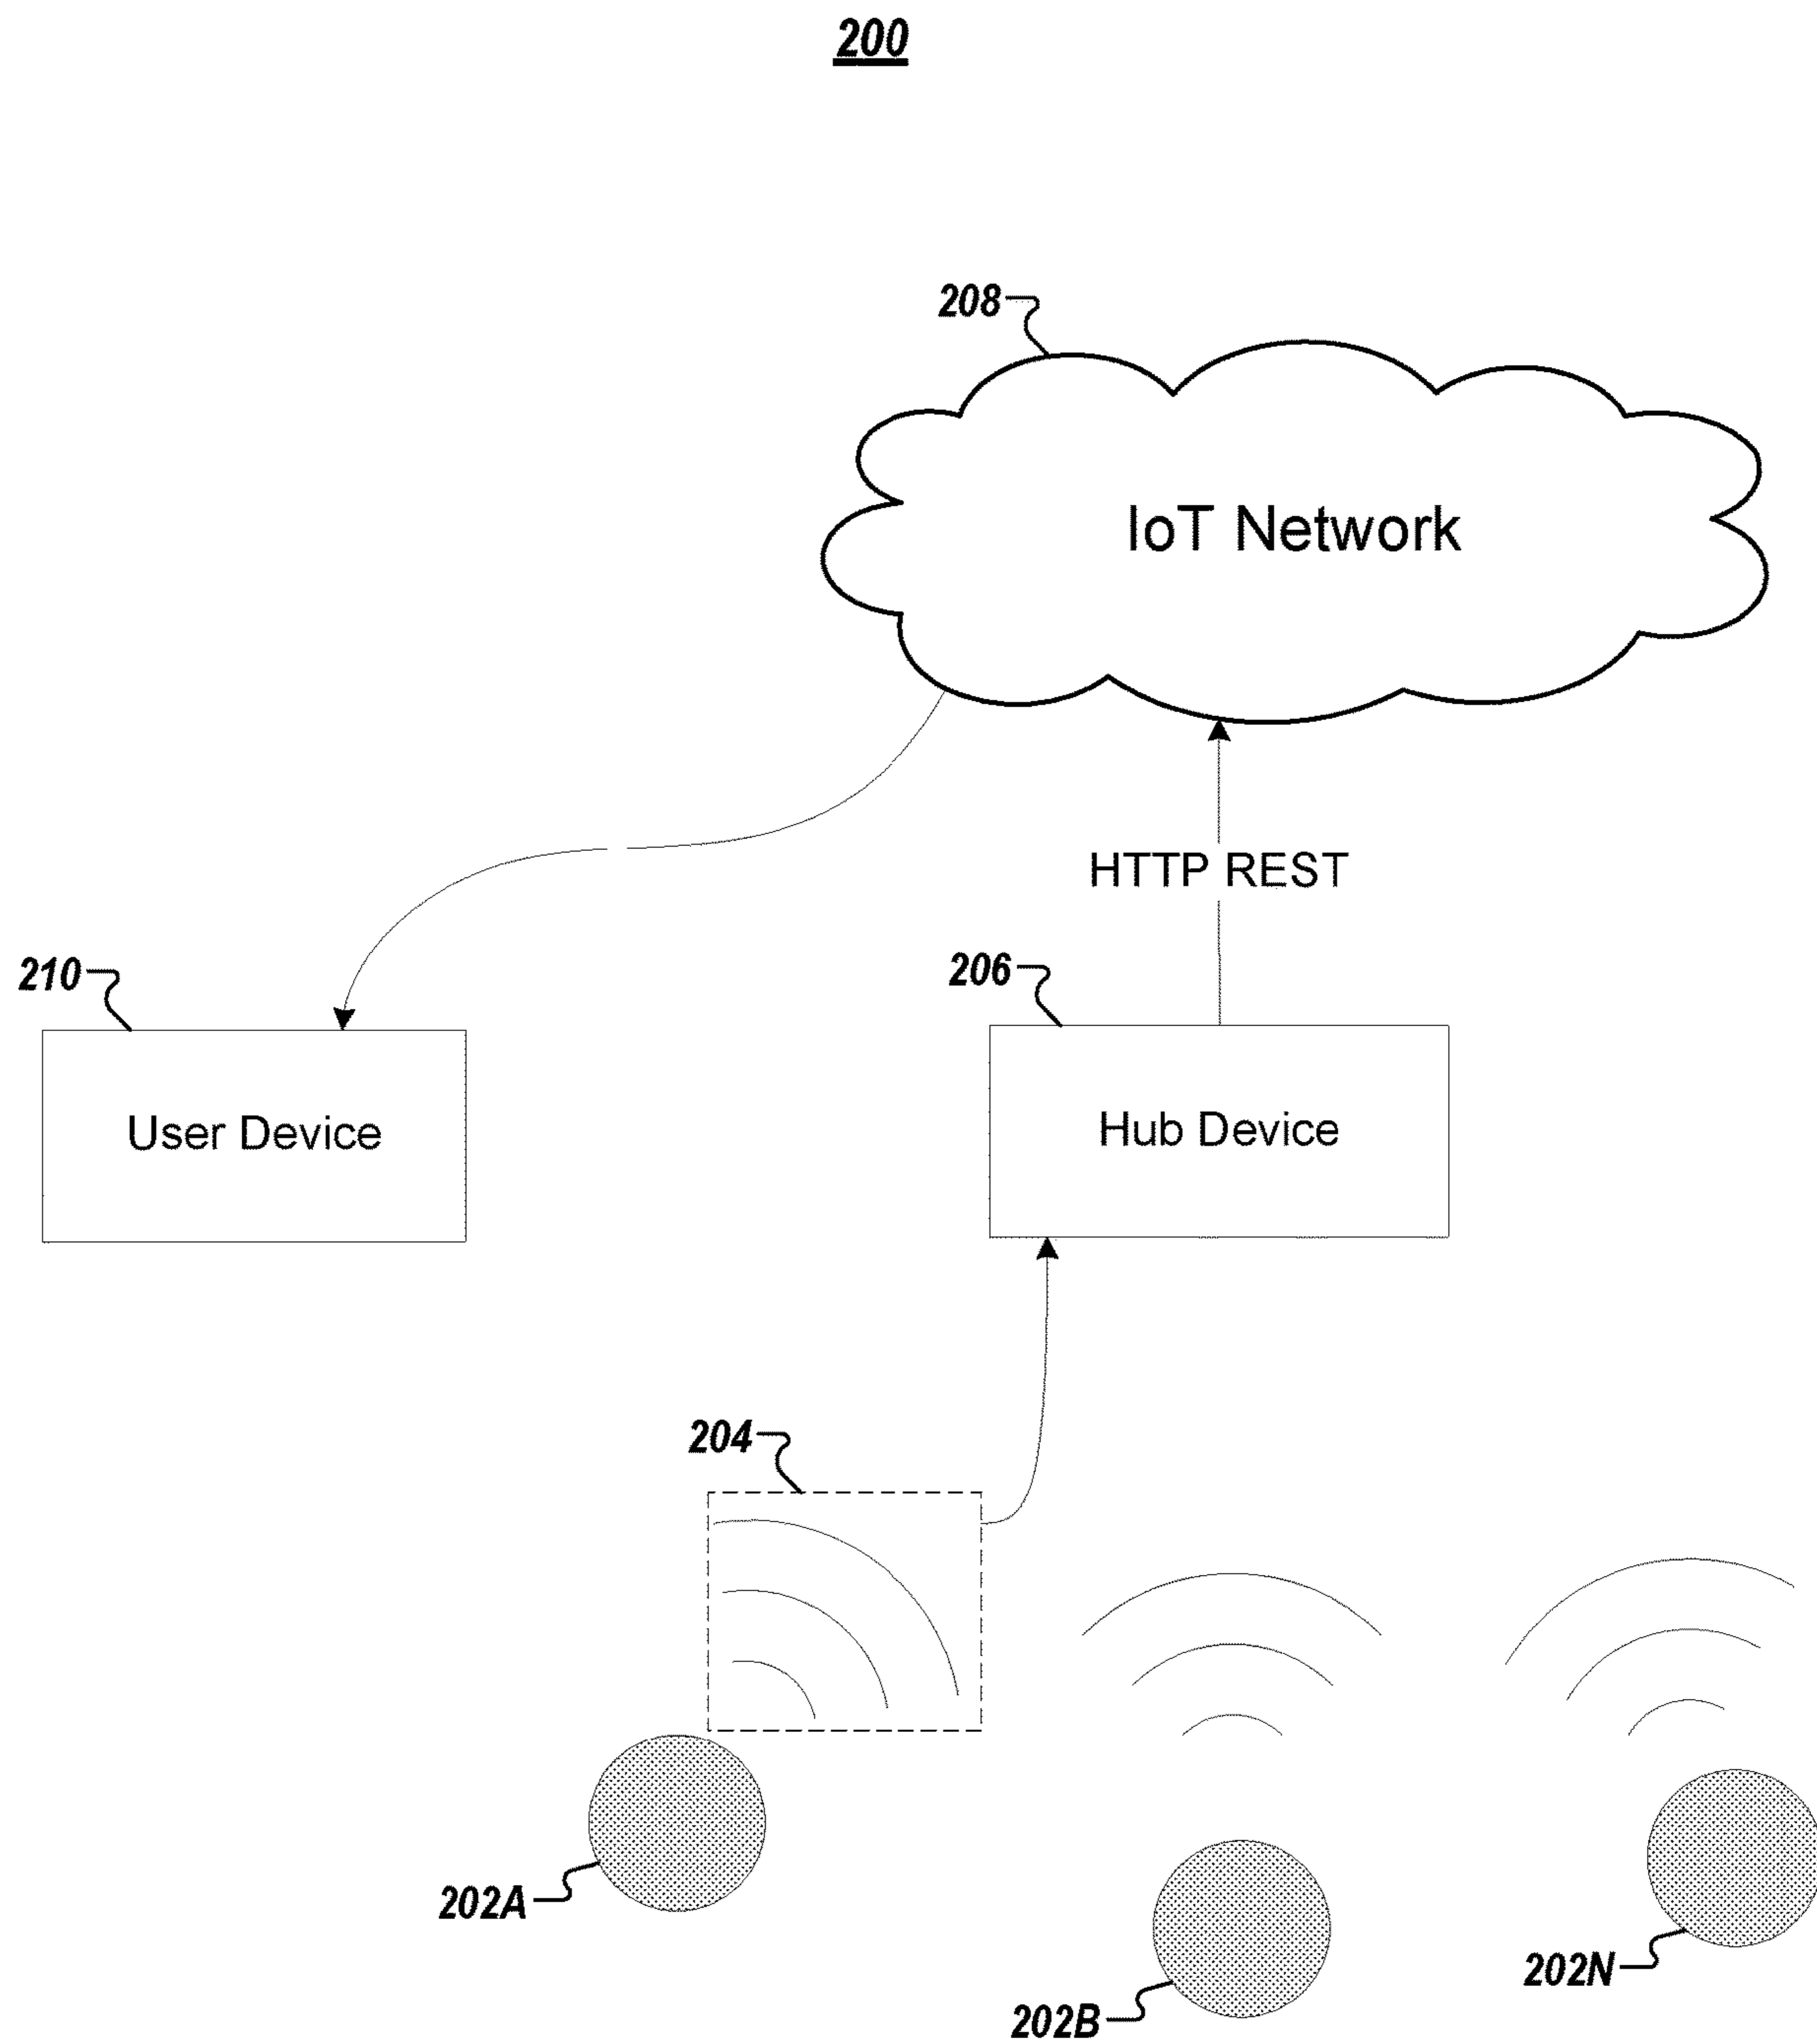 200
208
IoT Network
HTTP REST
210
206
User Device
Hub Device
204
202A
202B
202N